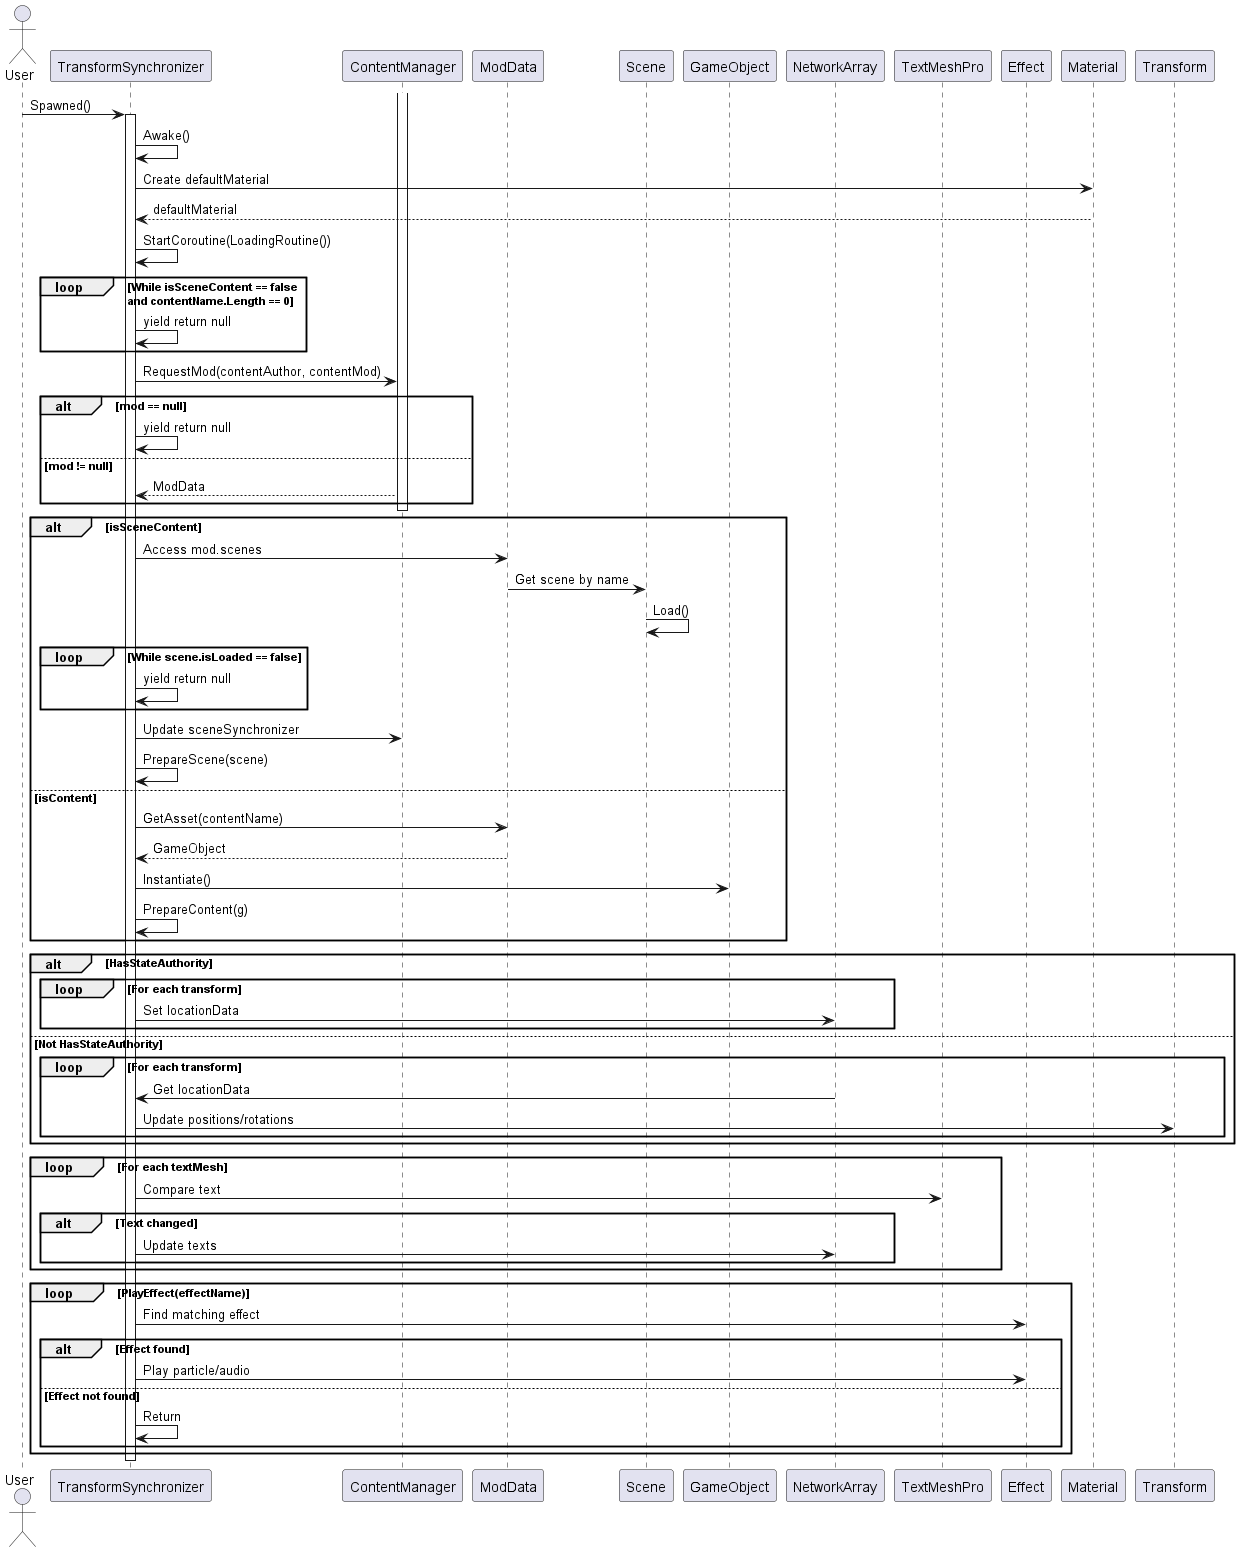 User
TransformSynchronizer
ContentManager
ModData
Scene
GameObject
NetworkArray
TextMeshPro
Effect
Material
Transform
Spawned()
Awake()
Create defaultMaterial
defaultMaterial
StartCoroutine(LoadingRoutine())
loop
[While isSceneContent == false
and contentName.Length == 0]
yield return null
RequestMod(contentAuthor, contentMod)
alt
[mod == null]
yield return null
[mod != null]
ModData
alt
[isSceneContent]
Access mod.scenes
Get scene by name
Load()
loop
[While scene.isLoaded == false]
yield return null
Update sceneSynchronizer
PrepareScene(scene)
[isContent]
GetAsset(contentName)
GameObject
Instantiate()
PrepareContent(g)
alt
[HasStateAuthority]
loop
[For each transform]
Set locationData
[Not HasStateAuthority]
loop
[For each transform]
Get locationData
Update positions/rotations
loop
[For each textMesh]
Compare text
alt
[Text changed]
Update texts
loop
[PlayEffect(effectName)]
Find matching effect
alt
[Effect found]
Play particle/audio
[Effect not found]
Return
User
TransformSynchronizer
ContentManager
ModData
Scene
GameObject
NetworkArray
TextMeshPro
Effect
Material
Transform